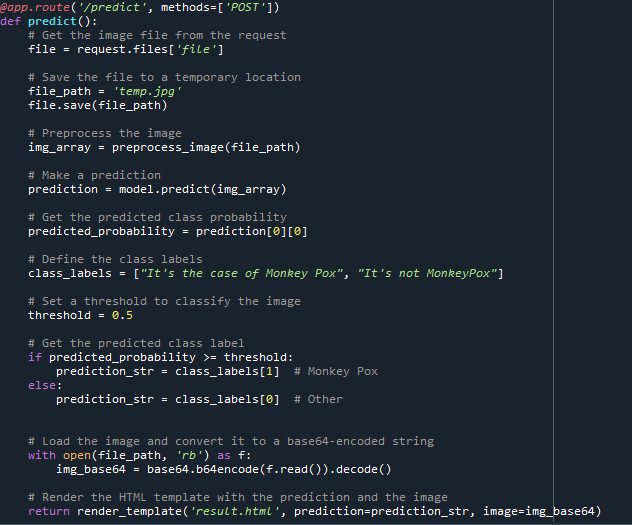 @app.route('/predict', methods=['POST'])
def predict():
    # Get the image file from the request
    file = request.files['file']

    # Save the file to a temporary location
    file_path = 'temp.jpg'
    file.save(file_path)

    # Preprocess the image
    img_array = preprocess_image(file_path)

    # Make a prediction
    prediction = model.predict(img_array)

    # Get the predicted class probability
    predicted_probability = prediction[0][0]

    # Define the class labels
    class_labels = ["It's the case of Monkey Pox", "It's not MonkeyPox"]

    # Set a threshold to classify the image
    threshold = 0.5

    # Get the predicted class label
    if predicted_probability >= threshold:
        prediction_str = class_labels[1]  # Monkey Pox
    else:
        prediction_str = class_labels[0]  # Other


    # Load the image and convert it to a base64-encoded string
    with open(file_path, 'rb') as f:
        img_base64 = base64.b64encode(f.read()).decode()

    # Render the HTML template with the prediction and the image
    return render_template('result.html', prediction=prediction_str, image=img_base64)